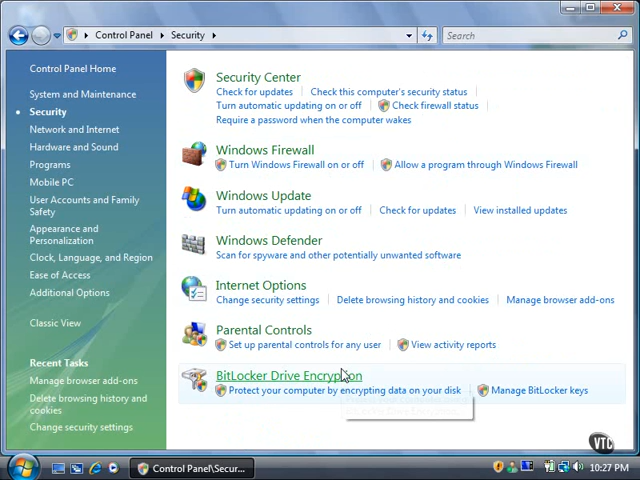 Control Panel ▸ Security ▸
Search
Control Panel Home
System and Maintenance
Security
Network and Internet
Hardware and Sound
Programs
Mobile PC
User Accounts and Family
Safety
Appearance and
Personalization
Clock, Language, and Region
Ease of Access
Additional Options
Classic View
Recent Tasks
Manage browser add-ons
Delete browsing history and
cookies
Change security settings
Security Center
Check for updates
Check this computer's security status
Turn automatic updating on or off
Check firewall status
Require a password when the computer wakes
Windows Firewall
Turn Windows Firewall on or off
Allow a program through Windows Firewall
Windows Update
Turn automatic updating on or off
Check for updates
View installed updates
Windows Defender
Scan for spyware and other potentially unwanted software
Internet Options
Change security settings
Delete browsing history and cookies
Manage browser add-ons
Parental Controls
Set up parental controls for any user
View activity reports
BitLocker Drive Encryption
Protect your computer by encrypting data on your disk
Manage BitLocker keys
VTC
Control Panel\Secur...
10:27 PM